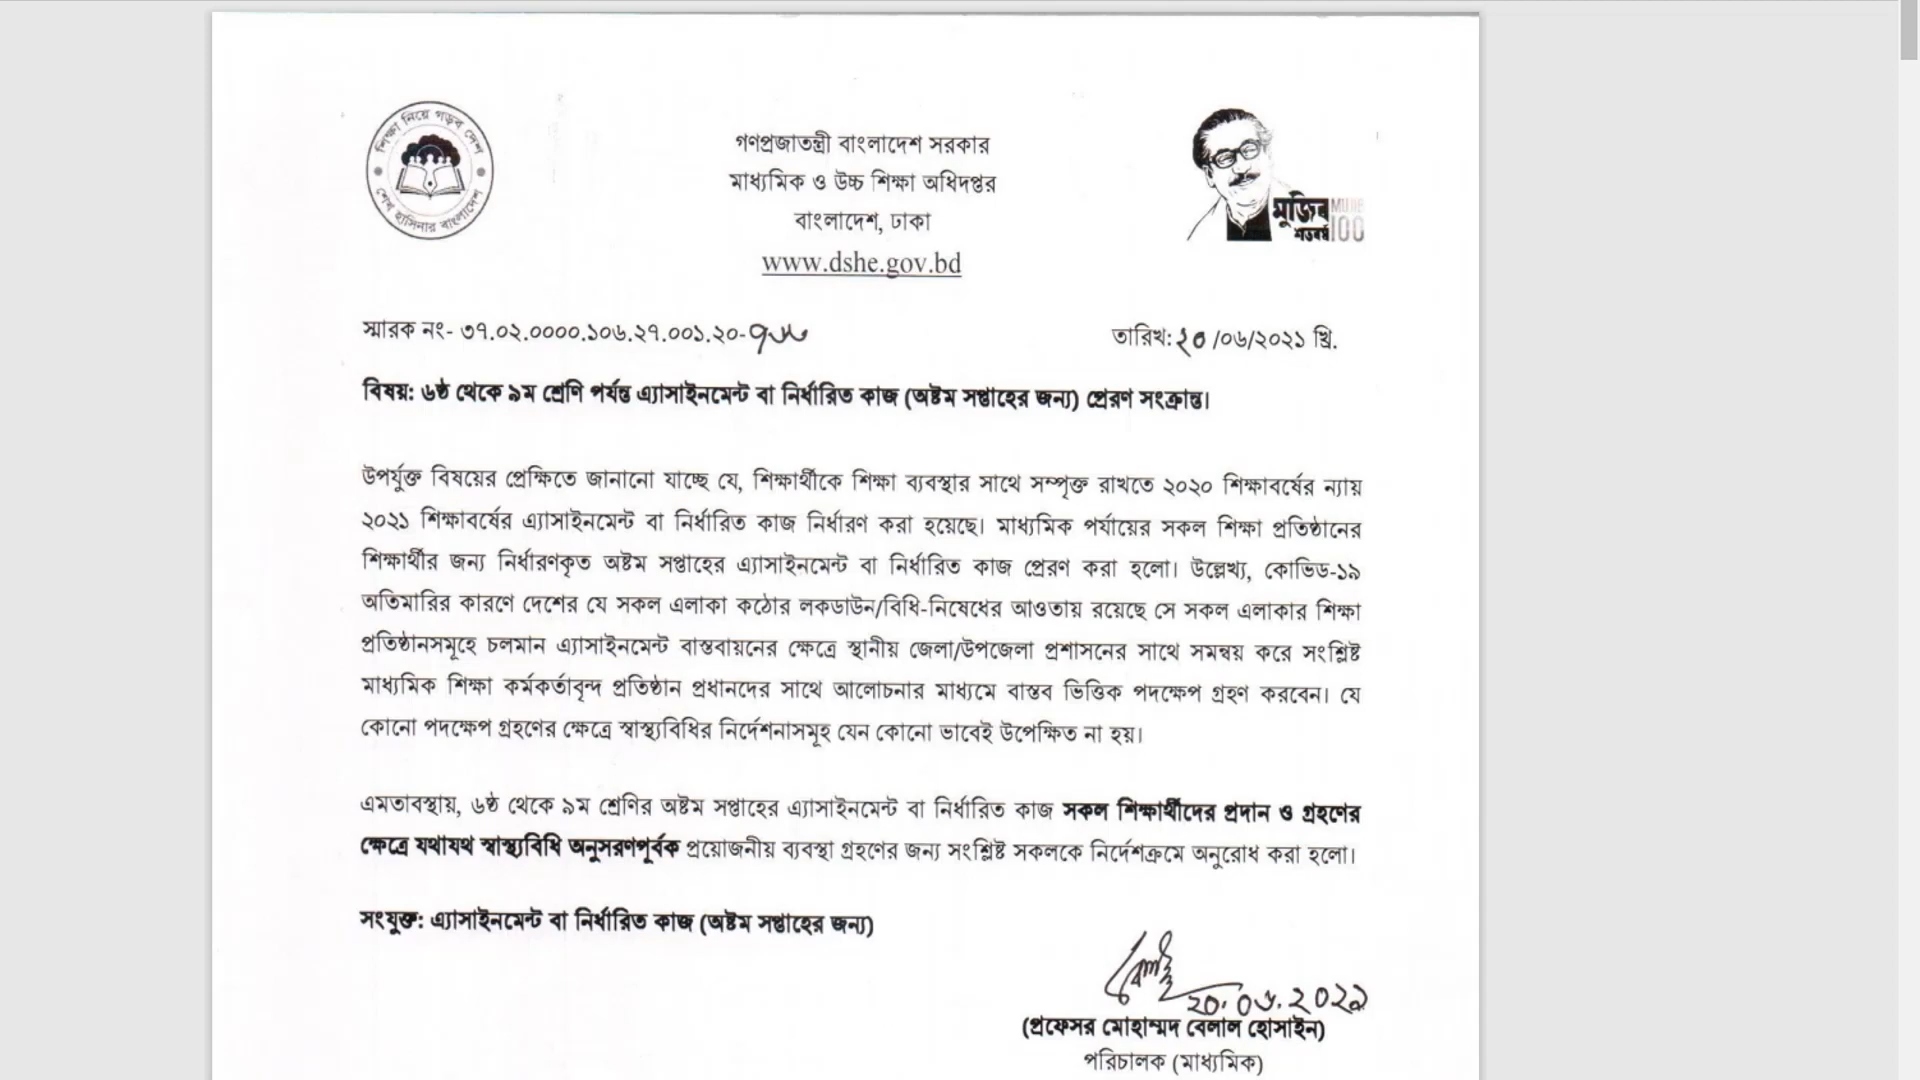 শিক্ষা নিয়ে গড়ব দেশ
শেখ হাসিনার বাংলাদেশ
গণপ্রজাতন্ত্রী বাংলাদেশ সরকার
মাধ্যমিক ও উচ্চ শিক্ষা অধিদপ্তর
বাংলাদেশ, ঢাকা
www.dshe.gov.bd
মুজিব MUJIB
শতবর্ষ 100
স্মারক নং- ৩৭.০২.০০০০.১০৬.২৭.০০১.২০-
তারিখ: ২০ /০৬/২০২১ খ্রি.
বিষয়: ৬ষ্ঠ থেকে ৯ম শ্রেণি পর্যন্ত এ্যাসাইনমেন্ট বা নির্ধারিত কাজ (অষ্টম সপ্তাহের জন্য) প্রেরণ সংক্রান্ত।
উপর্যুক্ত বিষয়ের প্রেক্ষিতে জানানো যাচ্ছে যে, শিক্ষার্থীকে শিক্ষা ব্যবস্থার সাথে সম্পৃক্ত রাখতে ২০২০ শিক্ষাবর্ষের ন্যায়
২০২১ শিক্ষাবর্ষের এ্যাসাইনমেন্ট বা নির্ধারিত কাজ নির্ধারণ করা হয়েছে। মাধ্যমিক পর্যায়ের সকল শিক্ষা প্রতিষ্ঠানের
শিক্ষার্থীর জন্য নির্ধারণকৃত অষ্টম সপ্তাহের এ্যাসাইনমেন্ট বা নির্ধারিত কাজ প্রেরণ করা হলো। উল্লেখ্য, কোভিড-১৯
অতিমারির কারণে দেশের যে সকল এলাকা কঠোর লকডাউন/বিধি-নিষেধের আওতায় রয়েছে সে সকল এলাকার শিক্ষা
প্রতিষ্ঠানসমূহে চলমান এ্যাসাইনমেন্ট বাস্তবায়নের ক্ষেত্রে স্থানীয় জেলা/উপজেলা প্রশাসনের সাথে সমন্বয় করে সংশ্লিষ্ট
মাধ্যমিক শিক্ষা কর্মকর্তাবৃন্দ প্রতিষ্ঠান প্রধানদের সাথে আলোচনার মাধ্যমে বাস্তব ভিত্তিক পদক্ষেপ গ্রহণ করবেন। যে
কোনো পদক্ষেপ গ্রহণের ক্ষেত্রে স্বাস্থ্যবিধির নির্দেশনাসমূহ যেন কোনো ভাবেই উপেক্ষিত না হয়।
এমতাবস্থায়, ৬ষ্ঠ থেকে ৯ম শ্রেণির অষ্টম সপ্তাহের এ্যাসাইনমেন্ট বা নির্ধারিত কাজ সকল শিক্ষার্থীদের প্রদান ও গ্রহণের
ক্ষেত্রে যথাযথ স্বাস্থ্যবিধি অনুসরণপূর্বক প্রয়োজনীয় ব্যবস্থা গ্রহণের জন্য সংশ্লিষ্ট সকলকে নির্দেশক্রমে অনুরোধ করা হলো।
সংযুক্ত: এ্যাসাইনমেন্ট বা নির্ধারিত কাজ (অষ্টম সপ্তাহের জন্য)
২০.০৬.২০২১
(প্রফেসর মোহাম্মদ বেলাল হোসাইন)
পরিচালক (মাধ্যমিক)